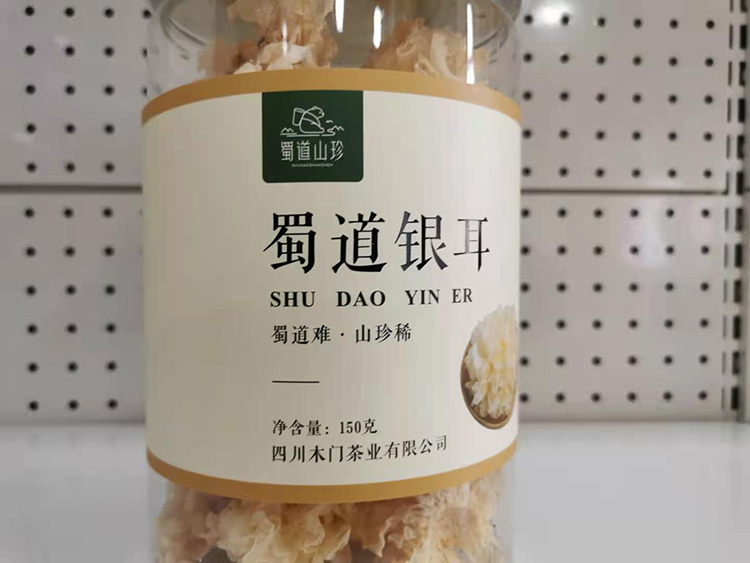 蜀道山珍
SHUDAOSHANZHEN
蜀道银耳
SHU DAO YIN ER
蜀道难·山珍稀
净含量：150克
四川木门茶业有限公司